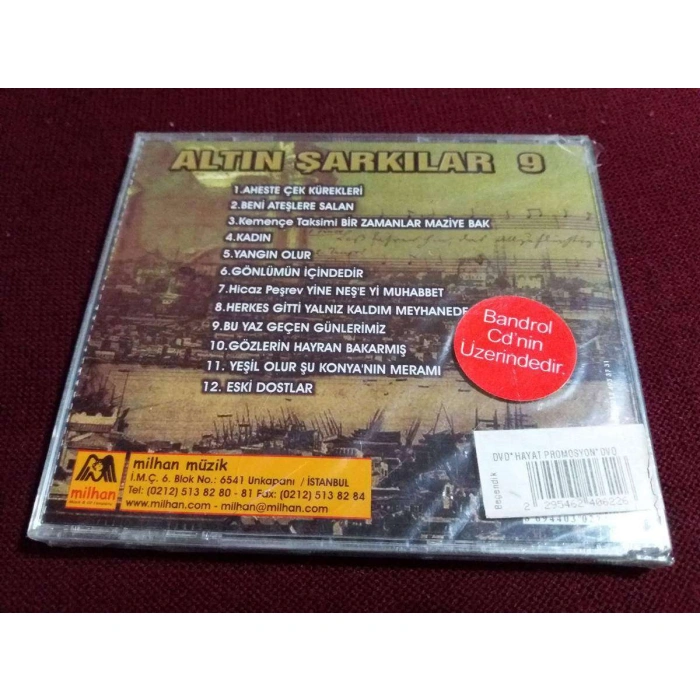 ALTIN ŞARKILAR 9
1.AHESTE ÇEK KÜREKLERİ
2.BENİ ATEŞLERE SALAN
3.Kemençe Taksimi BİR ZAMANLAR MAZİYE BAK
4.KADIN
5.YANGIN OLUR
6.GÖNLÜMÜN İÇİNDEDİR
7.Hicaz Peşrev YİNE NEŞ'E Yİ MUHABBET
8.HERKES GİTTİ YALNIZ KALDIM MEYHANEDE
9.BU YAZ GEÇEN GÜNLERİMİZ
10.GÖZLERİN HAYRAN BAKARMIŞ
11. YEŞİL OLUR ŞU KONYA'NIN MERAMI
12. ESKİ DOSTLAR
Bandrol
Cd'nin
Üzerindedir.
milhan
milhan müzik
İ.M.Ç. 6. Blok No.: 6541 Unkapanı / İSTANBUL
Tel: (0212) 513 82 80 - 81 Fax: (0212) 513 82 84
www.milhan.com - milhan@milhan.com
DVD*HAYAT PROMOSYON*DVD
Beğendik
2 295462 406226